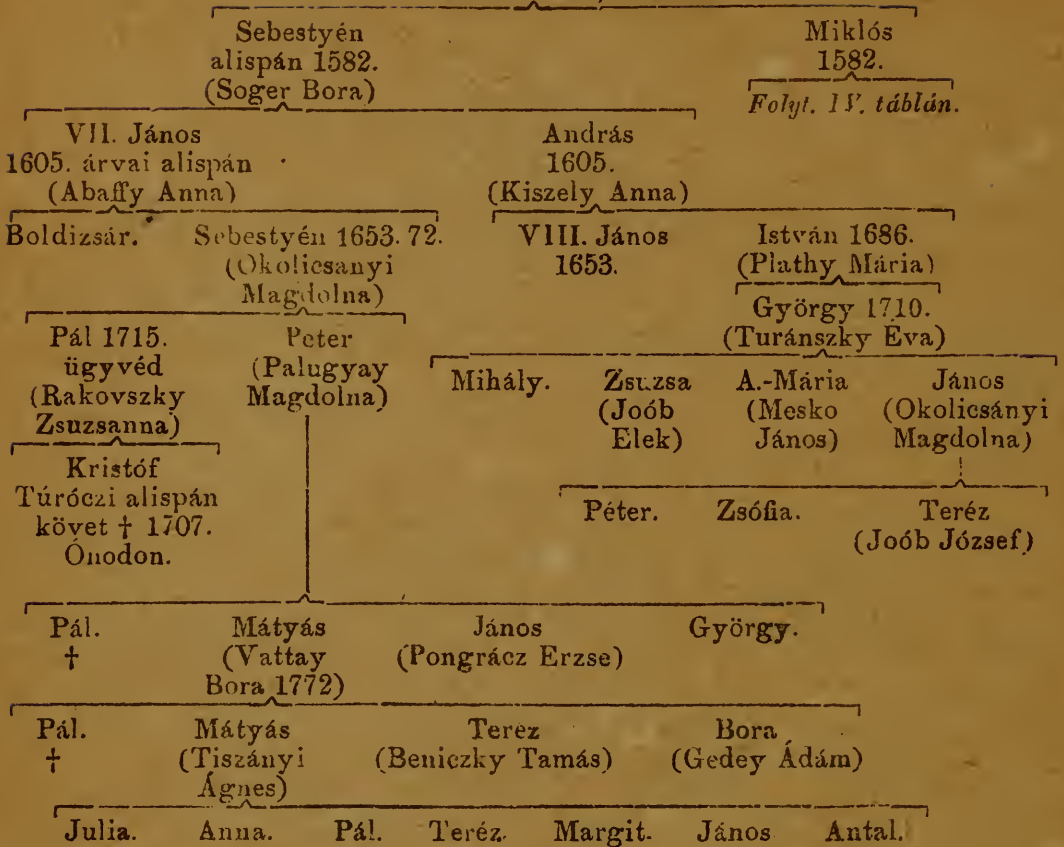 Sebestyén Miklós
alispán 1582. 1582.
(Soger Bora) Folyt. IV. táblán.
VII. János András
1605. árvai alispán 1605.
(Abaffy Anna) (Kiszely Anna)
Boldizsár. Sebestyén 1653. 72. VIII. János István 1686.
(Okolicsanyi 1653. (Plathy Mária)
Magdolna) György 1710.
Pál 1715. Peter (Turánszky Éva)
ügyvéd (Palugyay Mihály. Zsuzsa A.-Mária János
(Rakovszky Magdolna) (Joób (Mesko (Okolicsányi
Zsuzsanna) Elek) János) Magdolna)
Kristóf
Túróczi alispán Péter. Zsófia. Teréz
követ † 1707. (Joób József)
Ónodon.
Pál. Mátyás János György.
† (Vattay (Pongrácz Erzse)
Bora 1772)
Pál. Mátyás Terez Bora
† (Tiszányi (Beniczky Tamás) (Gedey Ádám)
Ágnes)
Julia. Anna. Pál. Teréz. Margit. János Antal.